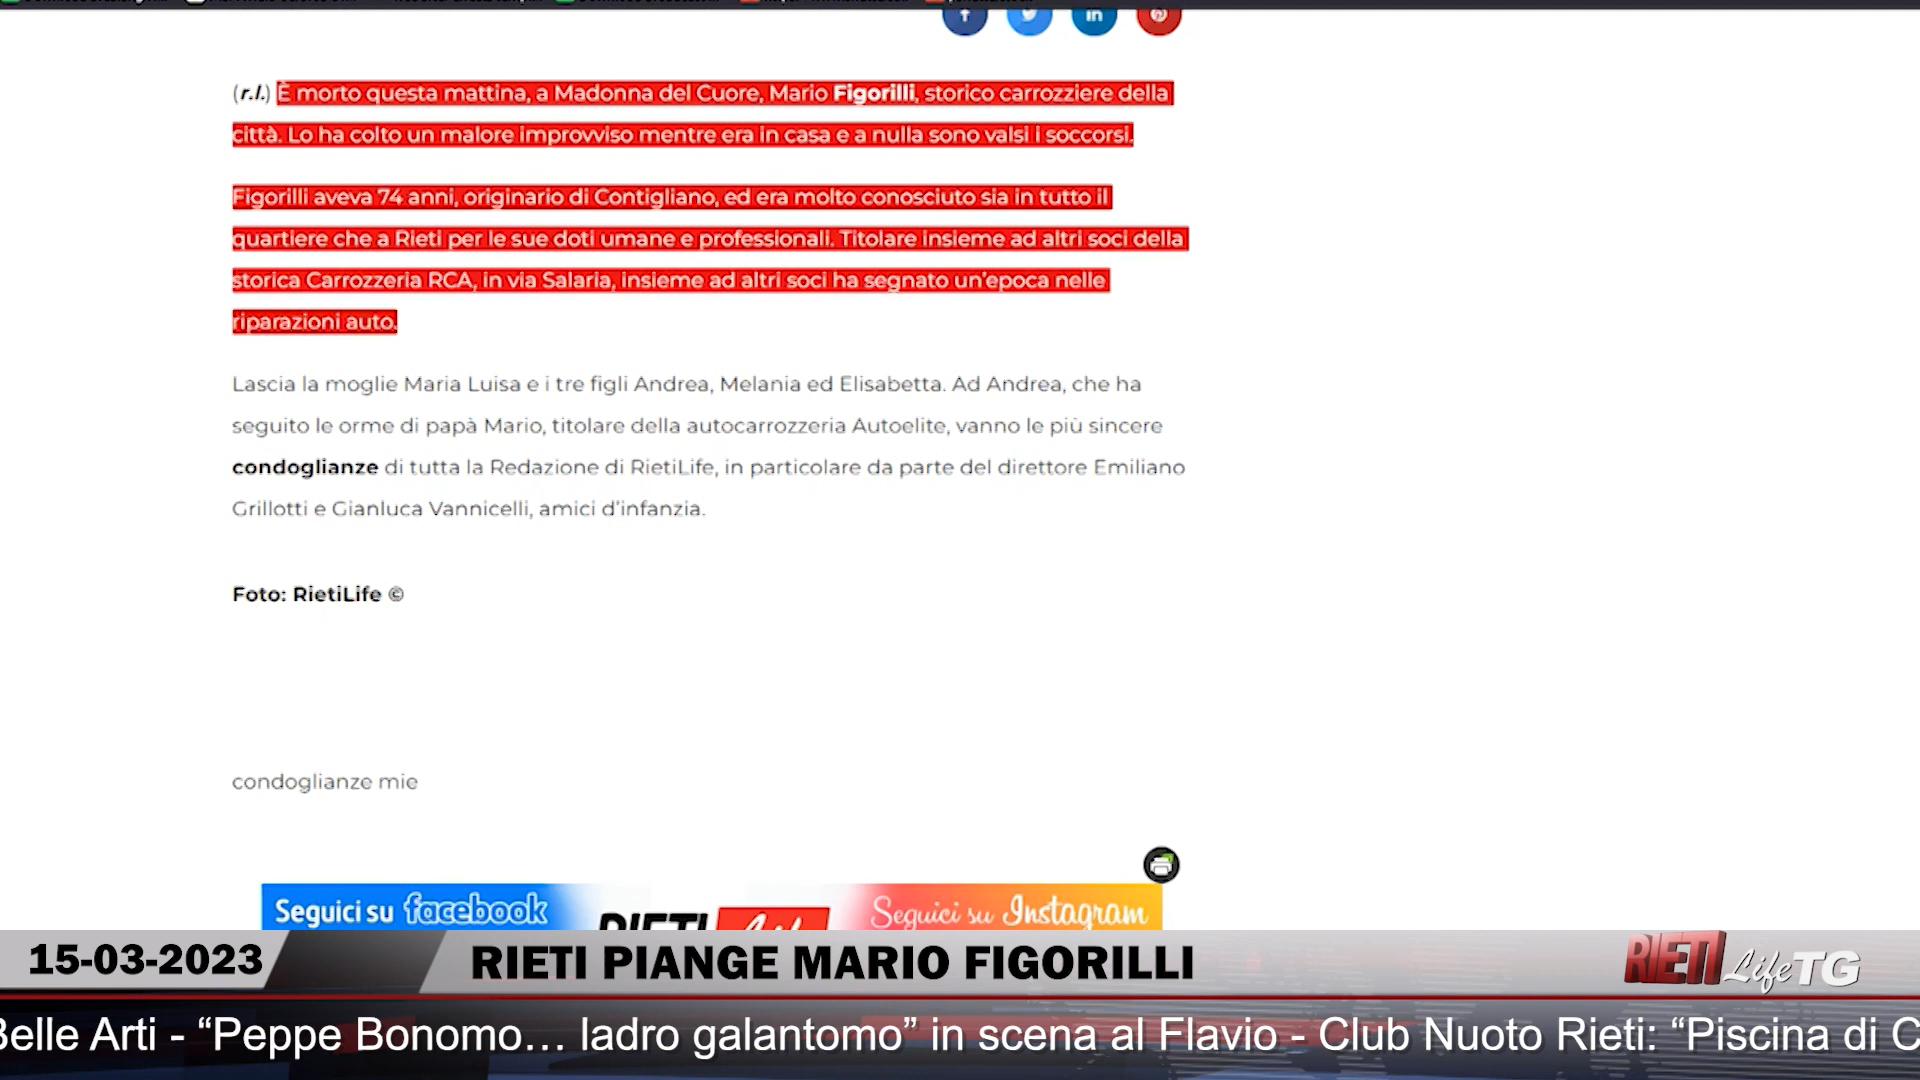 (r.l.) È morto questa mattina, a Madonna del Cuore, Mario Figorilli, storico carrozziere della
città. Lo ha colto un malore improvviso mentre era in casa e a nulla sono valsi i soccorsi.
Figorilli aveva 74 anni, originario di Contigliano, ed era molto conosciuto sia in tutto il
quartiere che a Rieti per le sue doti umane e professionali. Titolare insieme ad altri soci della
storica Carrozzeria RCA, in via Salaria, insieme ad altri soci ha segnato un’epoca nelle
riparazioni auto.
Lascia la moglie Maria Luisa e i tre figli Andrea, Melania ed Elisabetta. Ad Andrea, che ha
seguito le orme di papà Mario, titolare della autocarrozzeria Autoelite, vanno le più sincere
condoglianze di tutta la Redazione di RietiLife, in particolare da parte del direttore Emiliano
Grillotti e Gianluca Vannicelli, amici d’infanzia.
Foto: RietiLife ©
condoglianze mie
Seguici su facebook RIETI Life Seguici su Instagram
15-03-2023 RIETI PIANGE MARIO FIGORILLI RIETI Life TG
Belle Arti - “Peppe Bonomo… ladro galantomo” in scena al Flavio - Club Nuoto Rieti: “Piscina di C